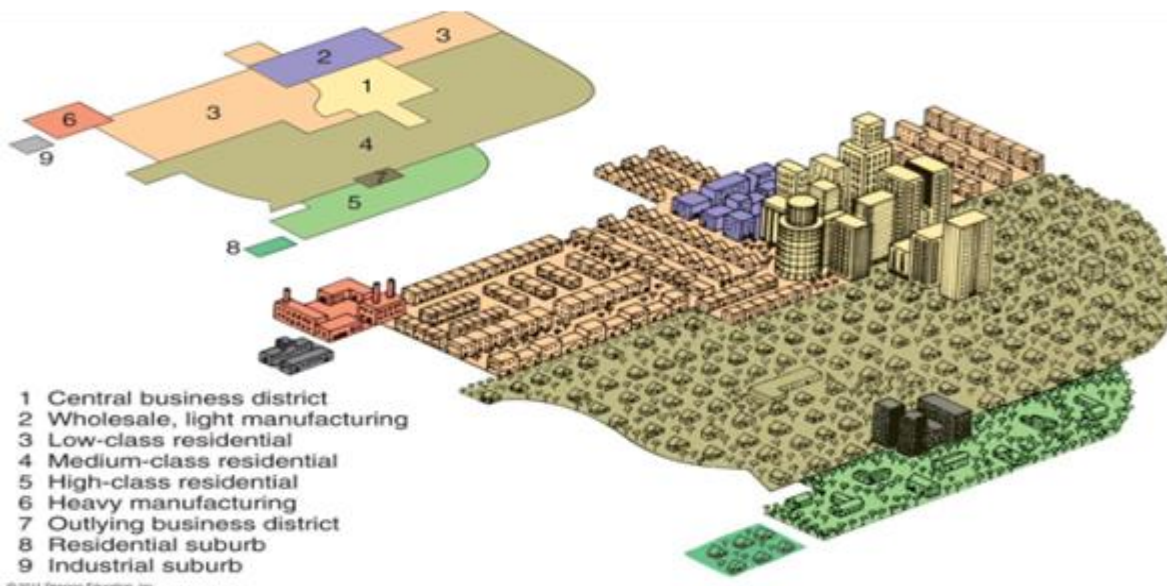 2
3
1
3
6
9
4
7
5
8
1 Central business district
2 Wholesale, light manufacturing
3 Low-class residential
4 Medium-class residential
5 High-class residential
6 Heavy manufacturing
7 Outlying business district
8 Residential suburb
9 Industrial suburb